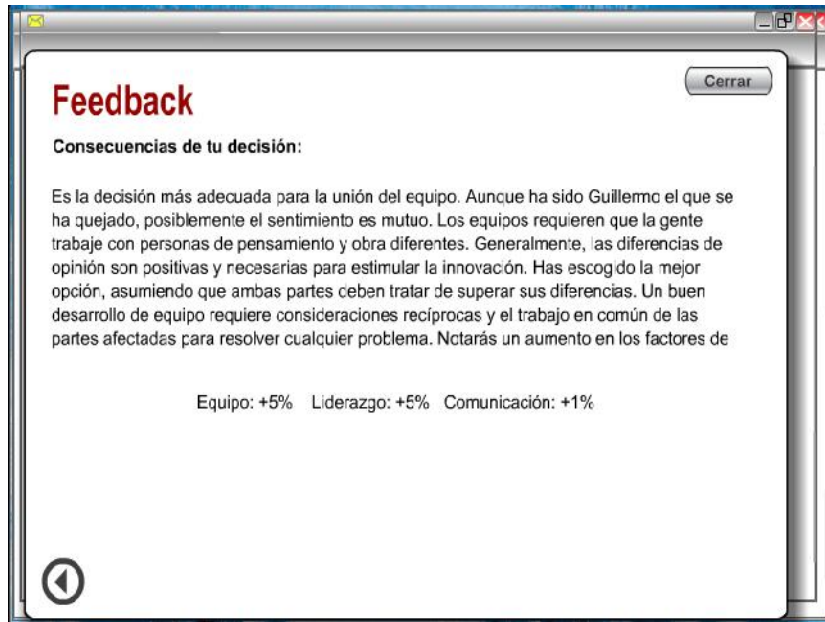 Feedback
Cerrar
Consecuencias de tu decisión:
Es la decisión más adecuada para la unión del equipo. Aunque ha sido Guillermo el que se
ha quejado, posiblemente el sentimiento es mutuo. Los equipos requieren que la gente
trabaje con personas de pensamiento y obra diferentes. Generalmente, las diferencias de
opinión son positivas y necesarias para estimular la innovación. Has escogido la mejor
opción, asumiendo que ambas partes deben tratar de superar sus diferencias. Un buen
desarrollo de equipo requiere consideraciones recíprocas y el trabajo en común de las
partes afectadas para resolver cualquier problema. Notarás un aumento en los factores de
Equipo: +5% Liderazgo: +5% Comunicación: +1%